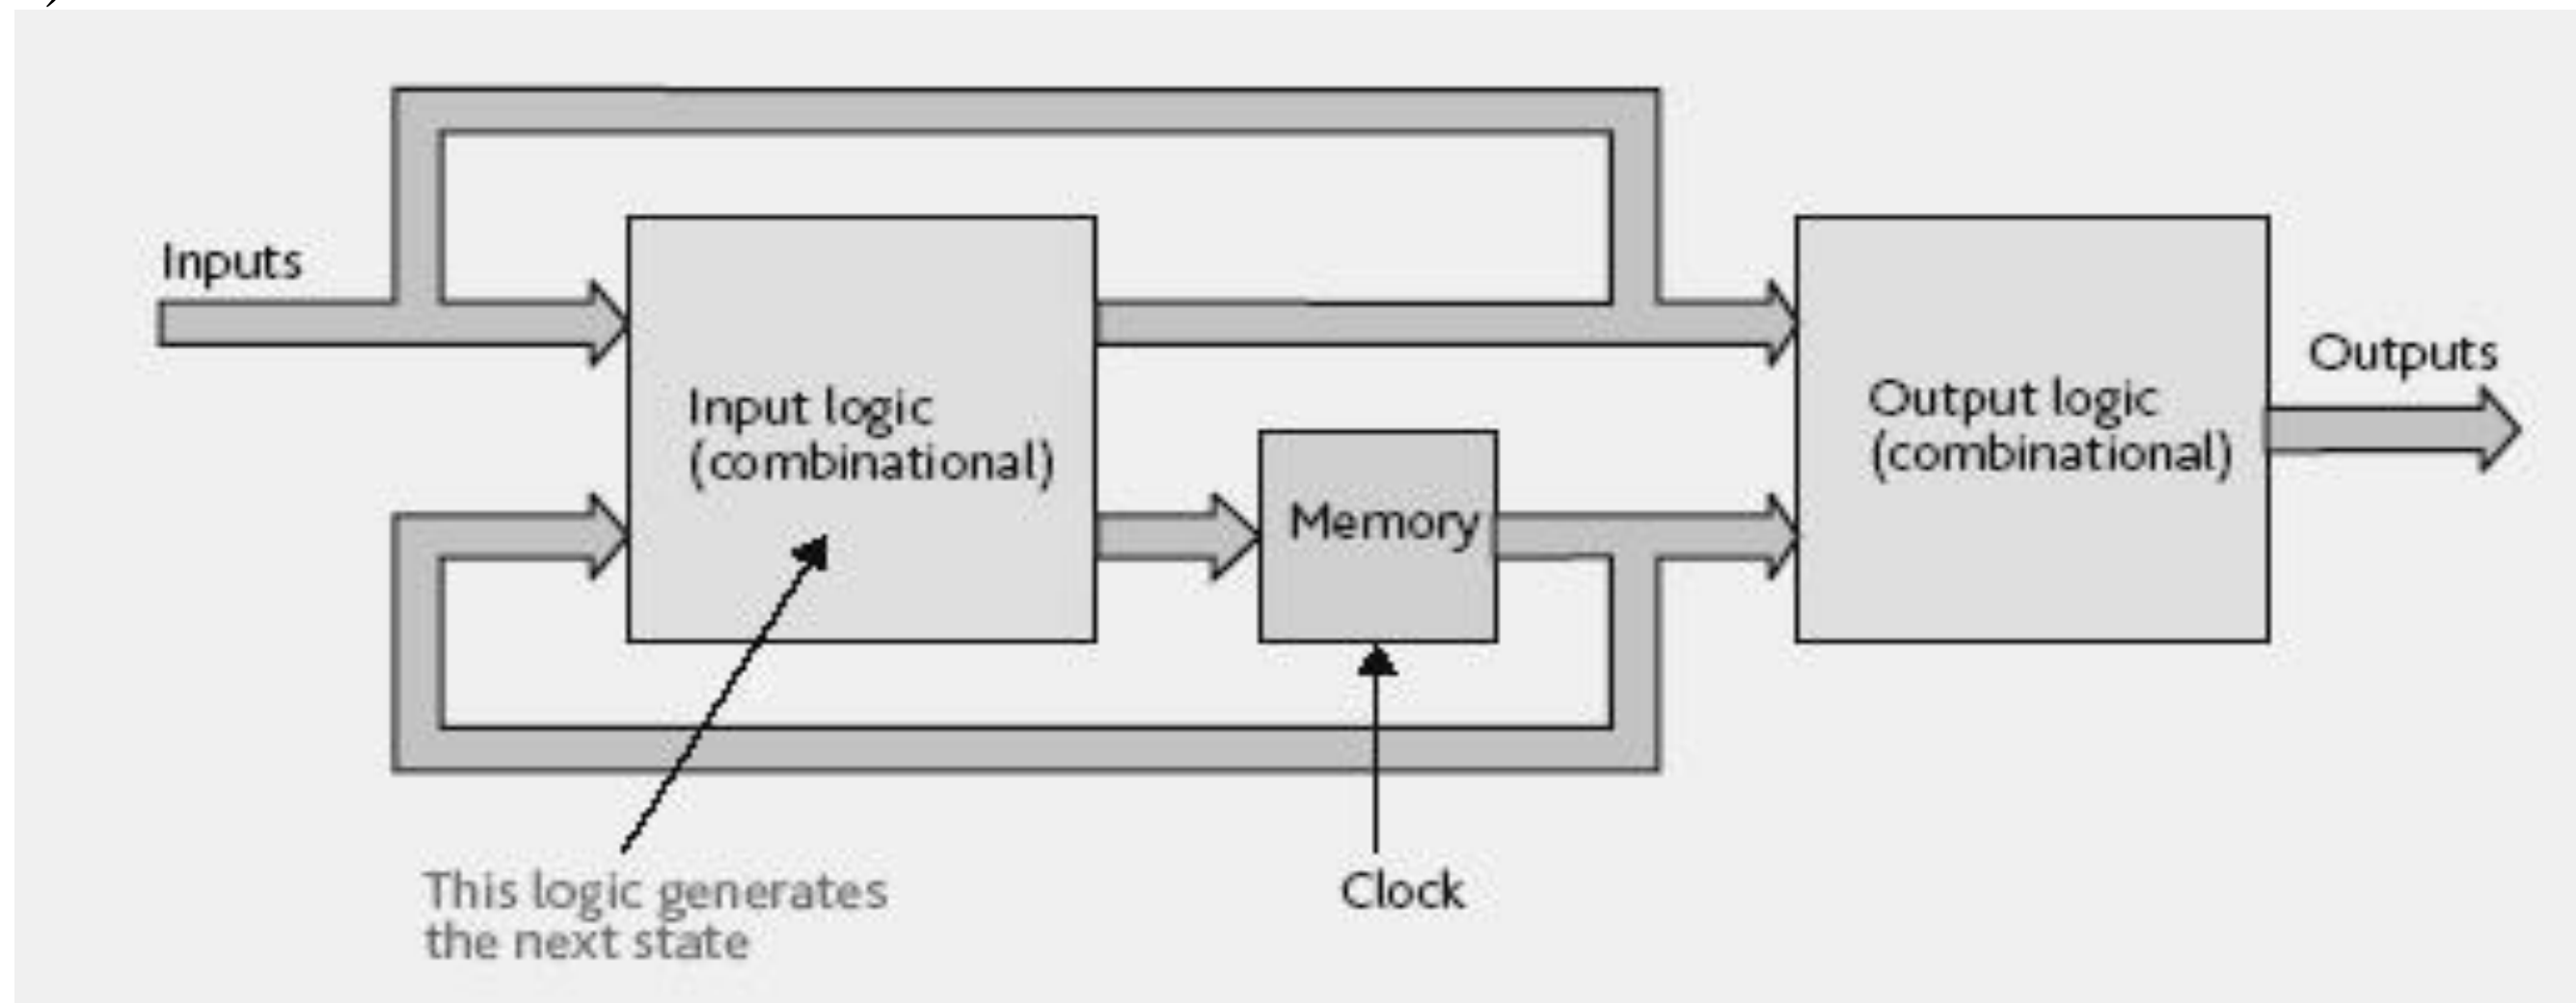 Inputs
Input logic
(combinational)
Memory
Output logic
(combinational)
Outputs
This logic generates
the next state
Clock